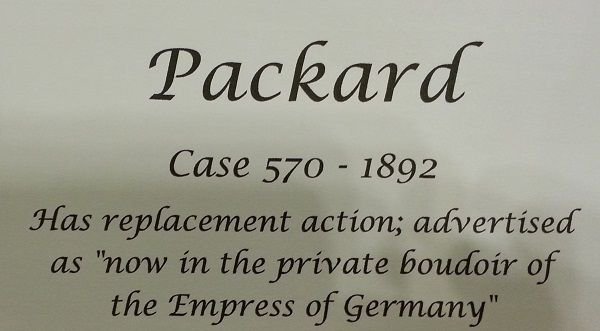 Packard
Case 570 - 1892
Has replacement action; advertised
as "now in the private boudoir of
the Empress of Germany"